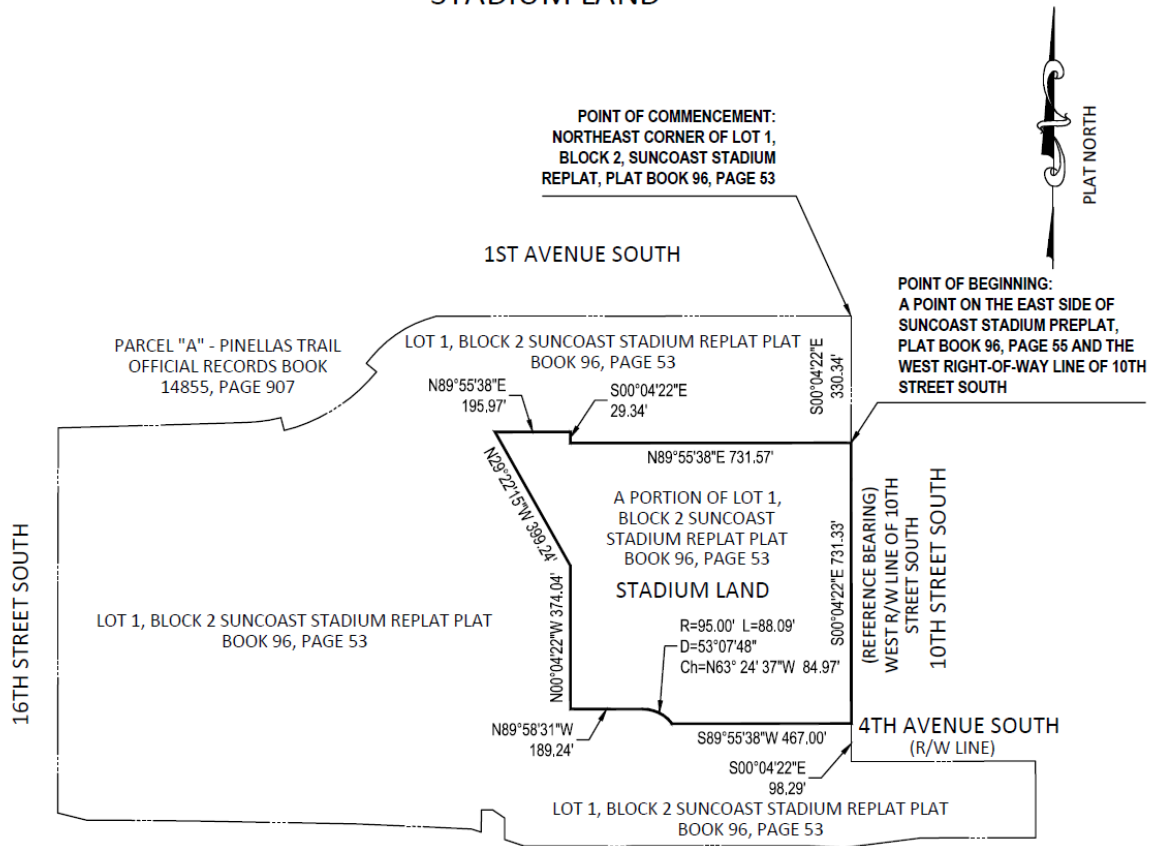 STADIUM LAND
POINT OF COMMENCEMENT:
NORTHEAST CORNER OF LOT 1,
BLOCK 2, SUNCOAST STADIUM
REPLAT, PLAT BOOK 96, PAGE 53
PLAT NORTH
1ST AVENUE SOUTH
POINT OF BEGINNING:
A POINT ON THE EAST SIDE OF
SUNCOAST STADIUM PREPLAT,
PLAT BOOK 96, PAGE 55 AND THE
WEST RIGHT-OF-WAY LINE OF 10TH
STREET SOUTH
PARCEL "A" - PINELLAS TRAIL
OFFICIAL RECORDS BOOK
14855, PAGE 907
LOT 1, BLOCK 2 SUNCOAST STADIUM REPLAT PLAT
BOOK 96, PAGE 53
S00°04'22"E
330.34'
N89°55'38"E
195.97'
S00°04'22"E
29.34'
N89°55'38"E 731.57'
N29°22'15"W 399.24'
A PORTION OF LOT 1,
BLOCK 2 SUNCOAST
STADIUM REPLAT PLAT
BOOK 96, PAGE 53
STADIUM LAND
S00°04'22"E 731.33'
(REFERENCE BEARING)
WEST R/W LINE OF 10TH
STREET SOUTH
10TH STREET SOUTH
16TH STREET SOUTH
LOT 1, BLOCK 2 SUNCOAST STADIUM REPLAT PLAT
BOOK 96, PAGE 53
N00°04'22"W 374.04'
R=95.00' L=88.09'
D=53°07'48"
Ch=N63° 24' 37"W 84.97'
N89°58'31"W
189.24'
S89°55'38"W 467.00'
4TH AVENUE SOUTH
(R/W LINE)
S00°04'22"E
98.29'
LOT 1, BLOCK 2 SUNCOAST STADIUM REPLAT PLAT
BOOK 96, PAGE 53